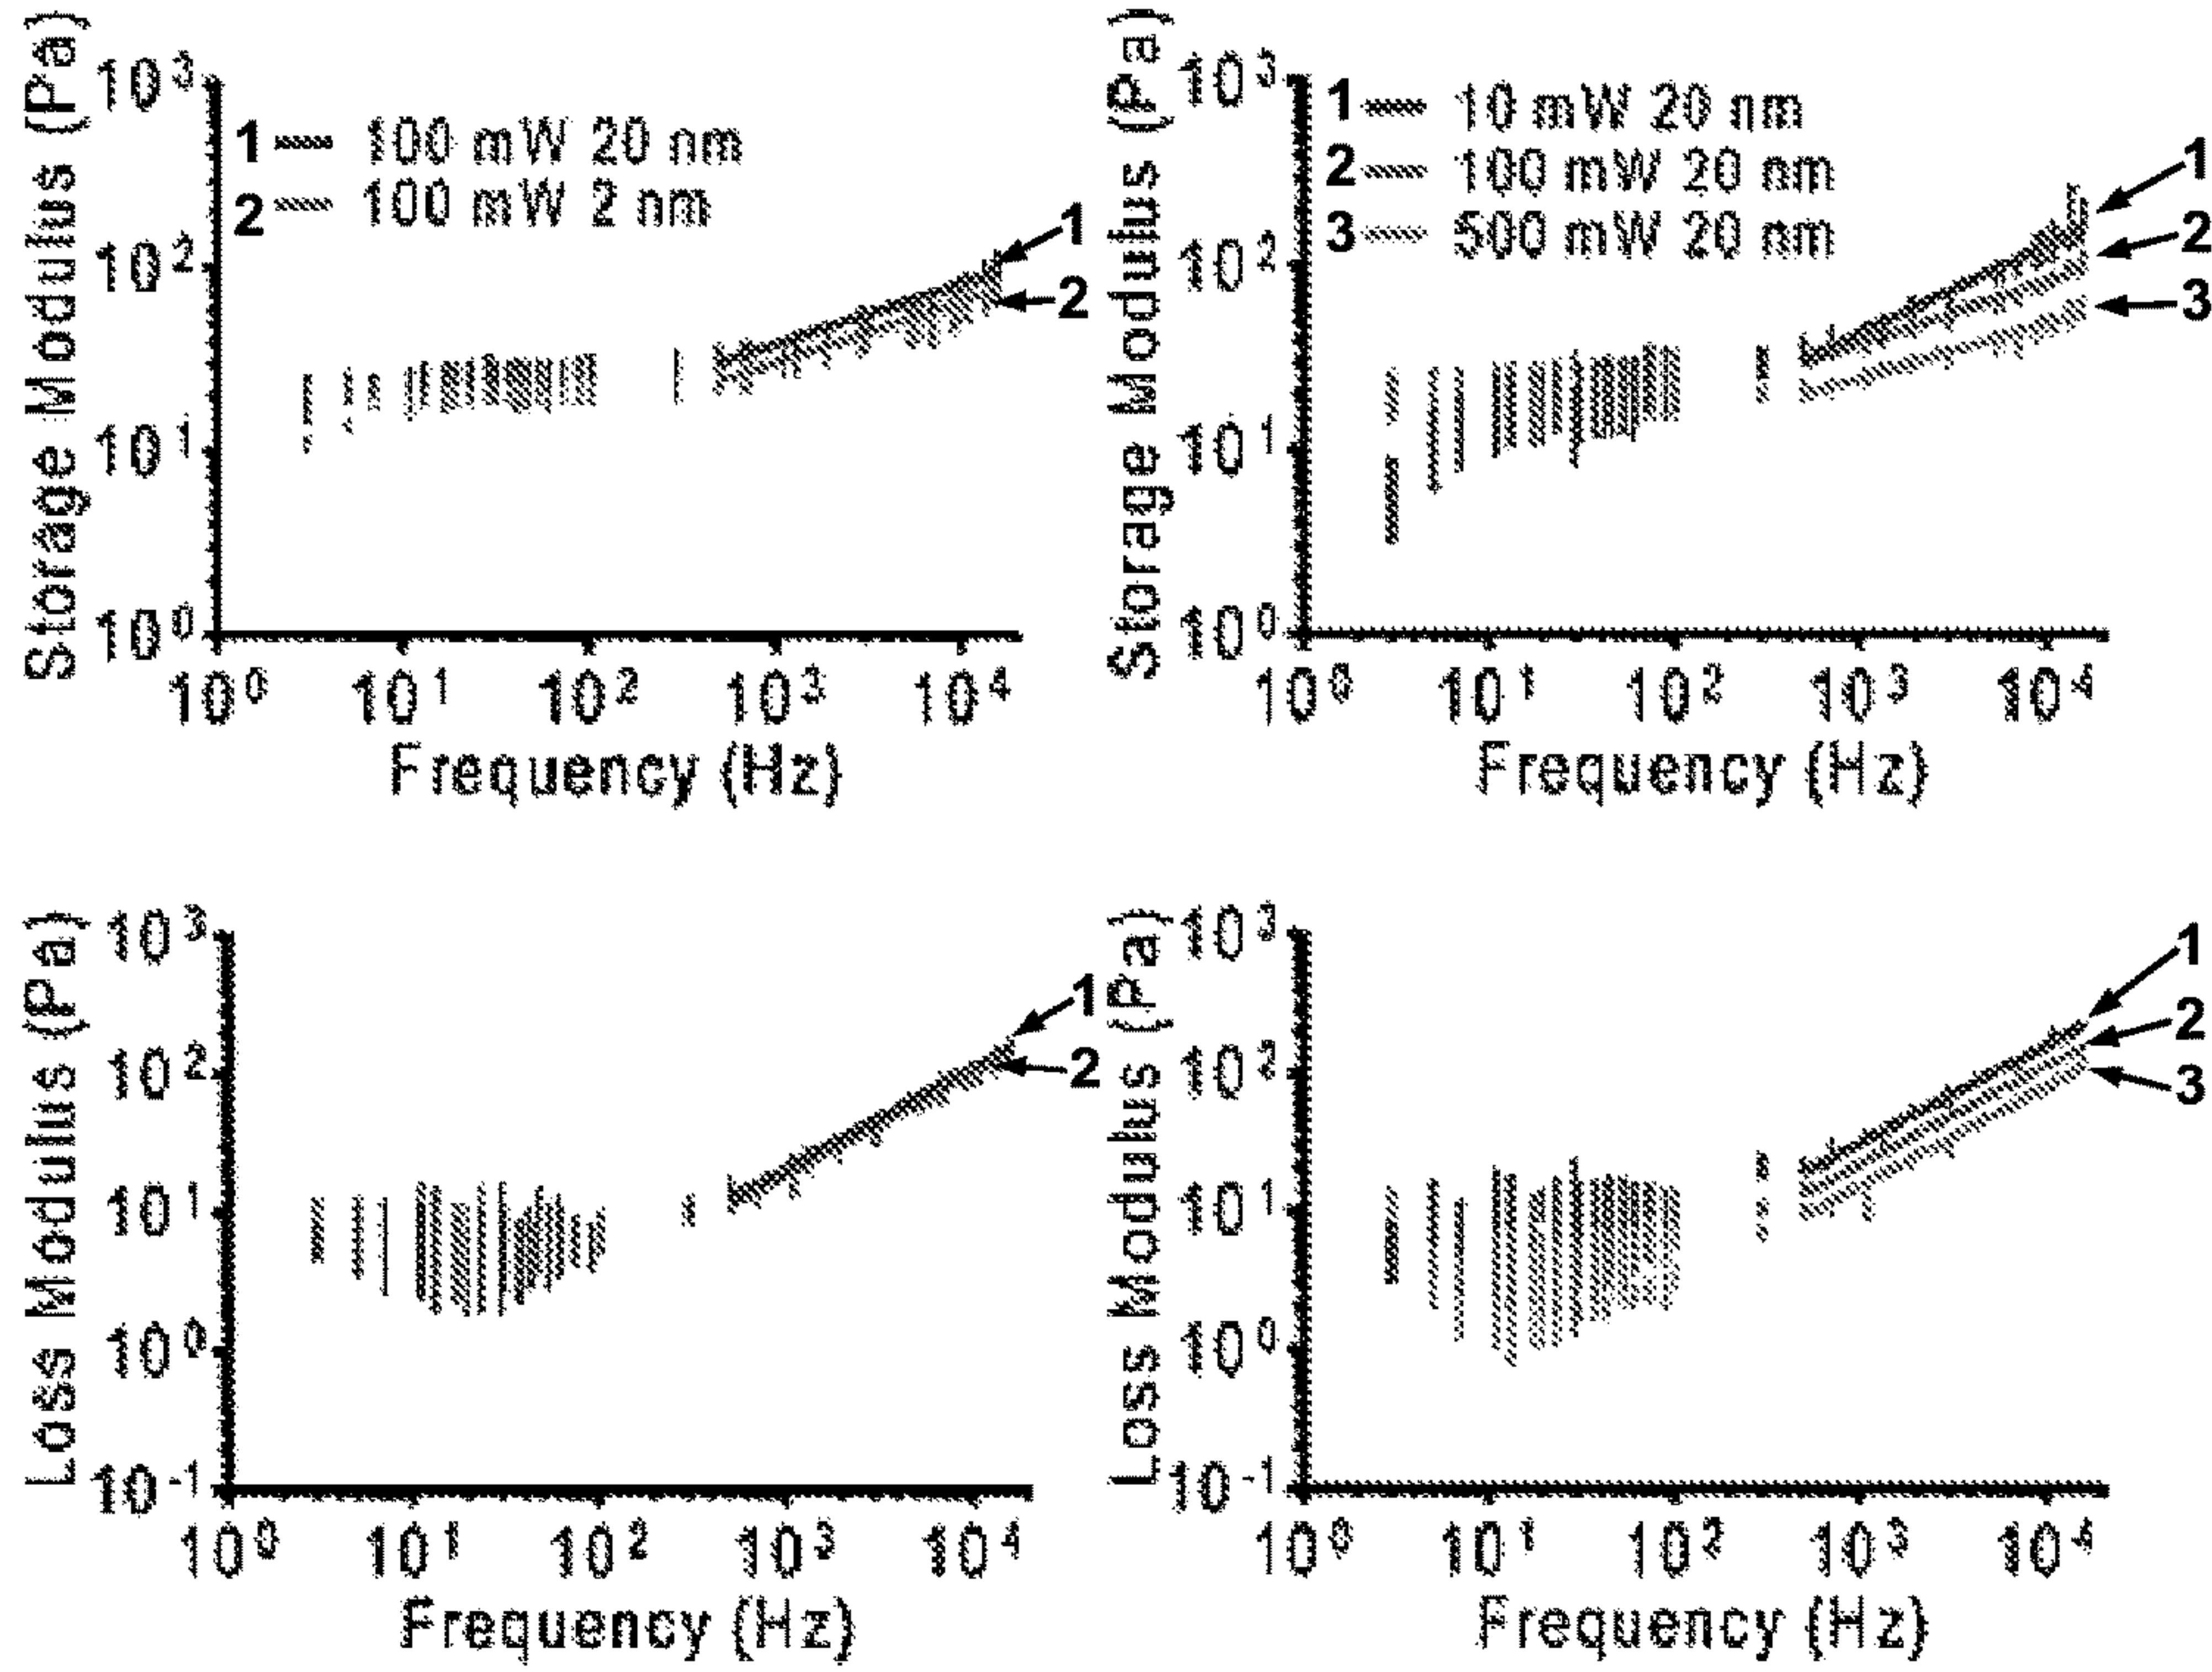 Storage Modulus (Pa)
10³
10²
10¹
10⁰
1 100 mW 20 nm
2 100 mW 2 nm
1
2
10⁰ 10¹ 10² 10³ 10⁴
Frequency (Hz)
Storage Modulus (Pa)
10³
10²
10¹
10⁰
1 10 mW 20 nm
2 100 mW 20 nm
3 500 mW 20 nm
1
2
3
10⁰ 10¹ 10² 10³ 10⁴
Frequency (Hz)
Loss Modulus (Pa)
10³
10²
10¹
10⁰
10⁻¹
1
2
10⁰ 10¹ 10² 10³ 10⁴
Frequency (Hz)
Loss Modulus (Pa)
10³
10²
10¹
10⁰
10⁻¹
1
2
3
10⁰ 10¹ 10² 10³ 10⁴
Frequency (Hz)